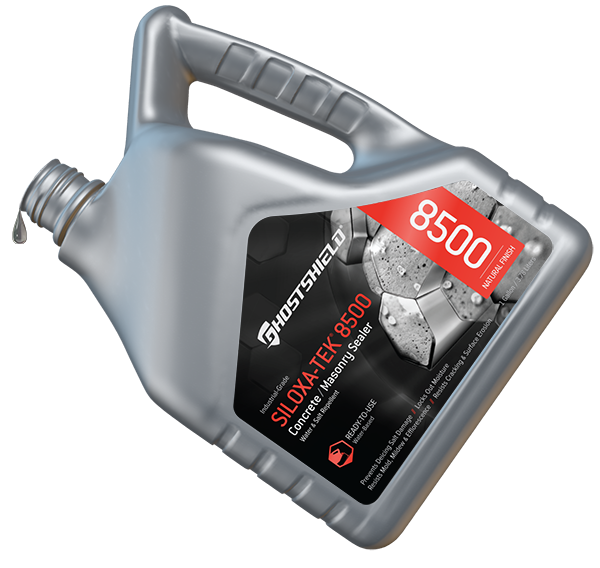 8500
NATURAL FINISH
GHOSTSHIELD®
Industrial-Grade
SILOXA-TEK® 8500
Concrete / Masonry Sealer
Water & Salt Repellent
READY-TO-USE
Water Based
Prevents Deicing Salt Damage // Locks Out Moisture
Resists Mold, Mildew & Efflorescence // Resists Cracking & Surface Erosion